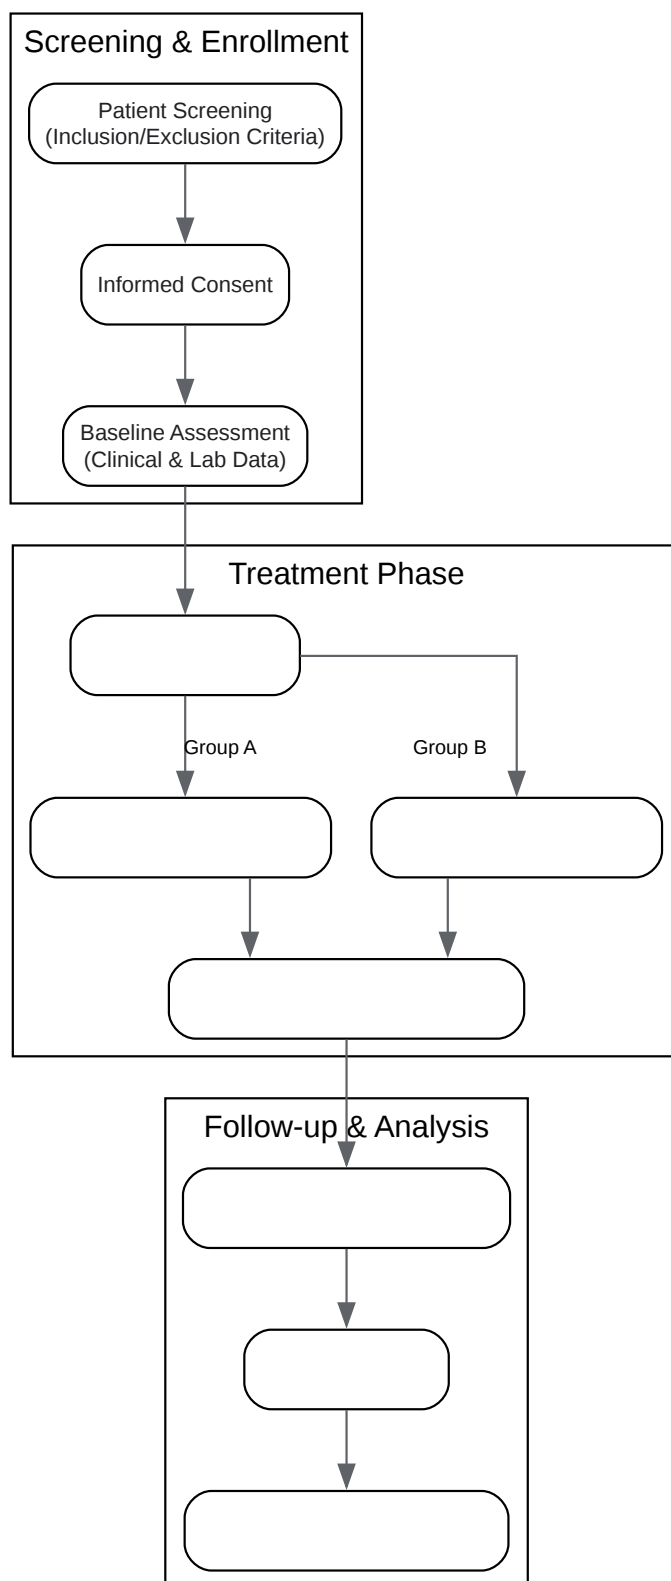 Screening & Enrollment
Patient Screening
(Inclusion/Exclusion Criteria)
Informed Consent
Baseline Assessment
(Clinical & Lab Data)
Treatment Phase
Group A
Group B
Follow-up & Analysis